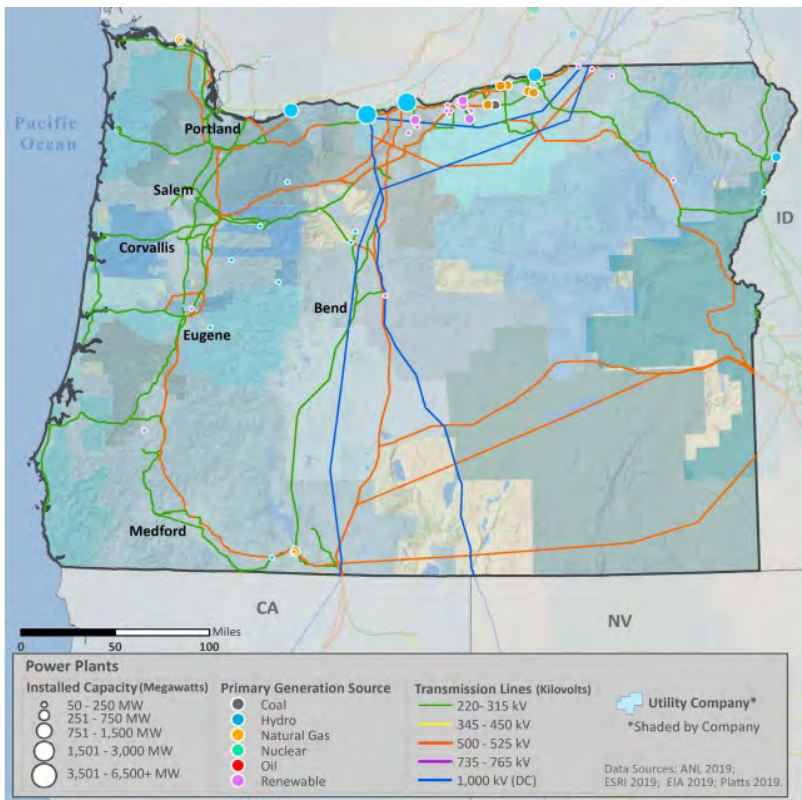 Pacific
Ocean
Portland
Salem
Corvallis
ID
Bend
Eugene
Medford
CA
NV
Miles
0 50 100
Power Plants
Installed Capacity (Megawatts)
50 - 250 MW
251 - 750 MW
751 - 1,500 MW
1,501 - 3,000 MW
3,501 - 6,500+ MW
Primary Generation Source
Coal
Hydro
Natural Gas
Nuclear
Oil
Renewable
Transmission Lines (Kilovolts)
220- 315 kV
345 - 450 kV
500 - 525 kV
735 - 765 kV
1,000 kV (DC)
Utility Company*
*Shaded by Company
Data Sources: ANL 2019;
ESRI 2019; EIA 2019; Platts 2019.